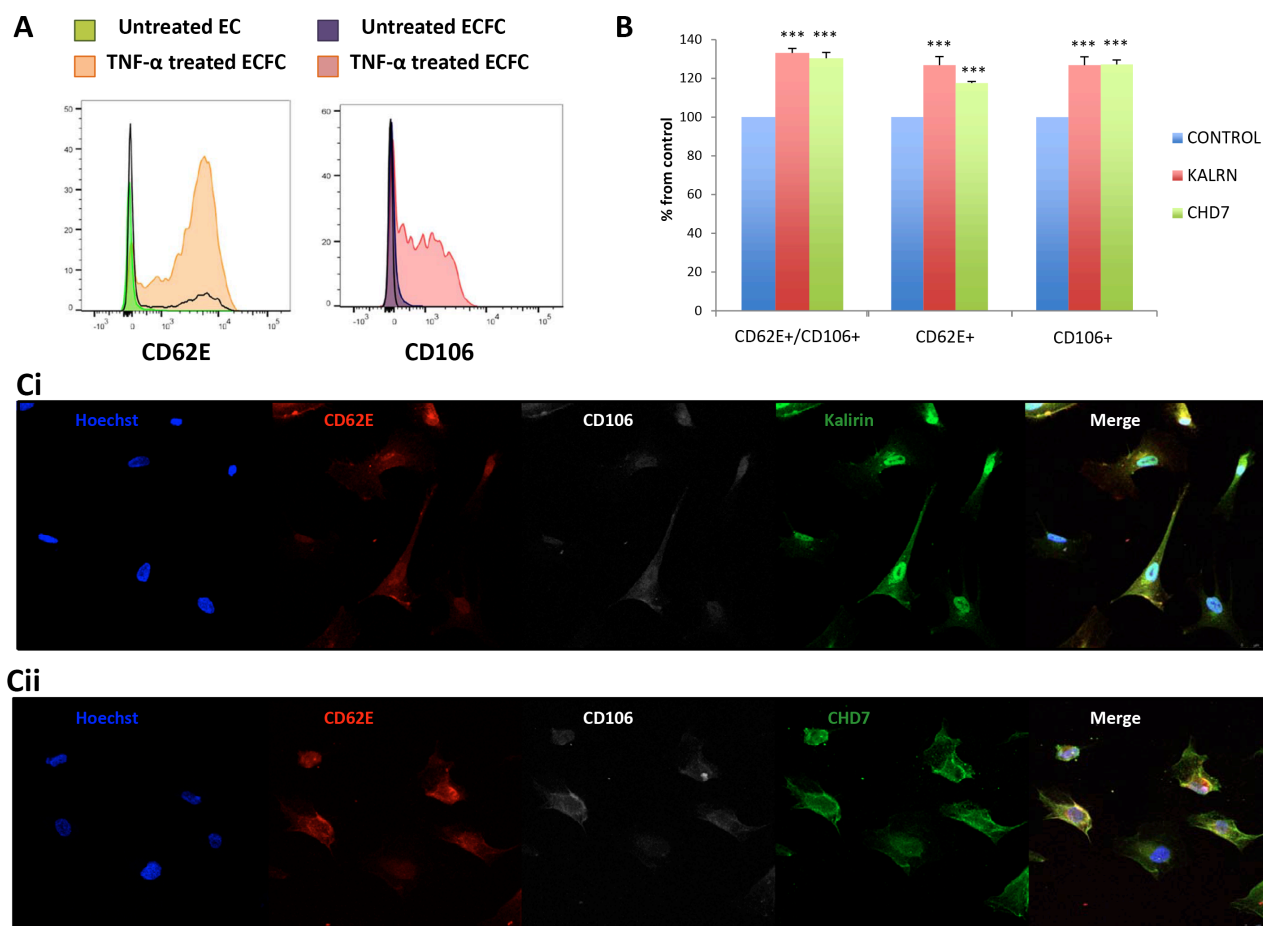 A
Untreated EC
Untreated ECFC
TNF-α treated ECFC
TNF-α treated ECFC
50
40
30
20
10
0
-10³ 0 10³ 10⁴ 10⁵
CD62E
60
40
20
0
-10³ 0 10³ 10⁴ 10⁵
CD106
B
% from control
140
120
100
80
60
40
20
0
*** ***
***
***
*** ***
CD62E+/CD106+
CD62E+
CD106+
CONTROL
KALRN
CHD7
Ci
Hoechst
CD62E
CD106
Kalirin
Merge
Cii
Hoechst
CD62E
CD106
CHD7
Merge